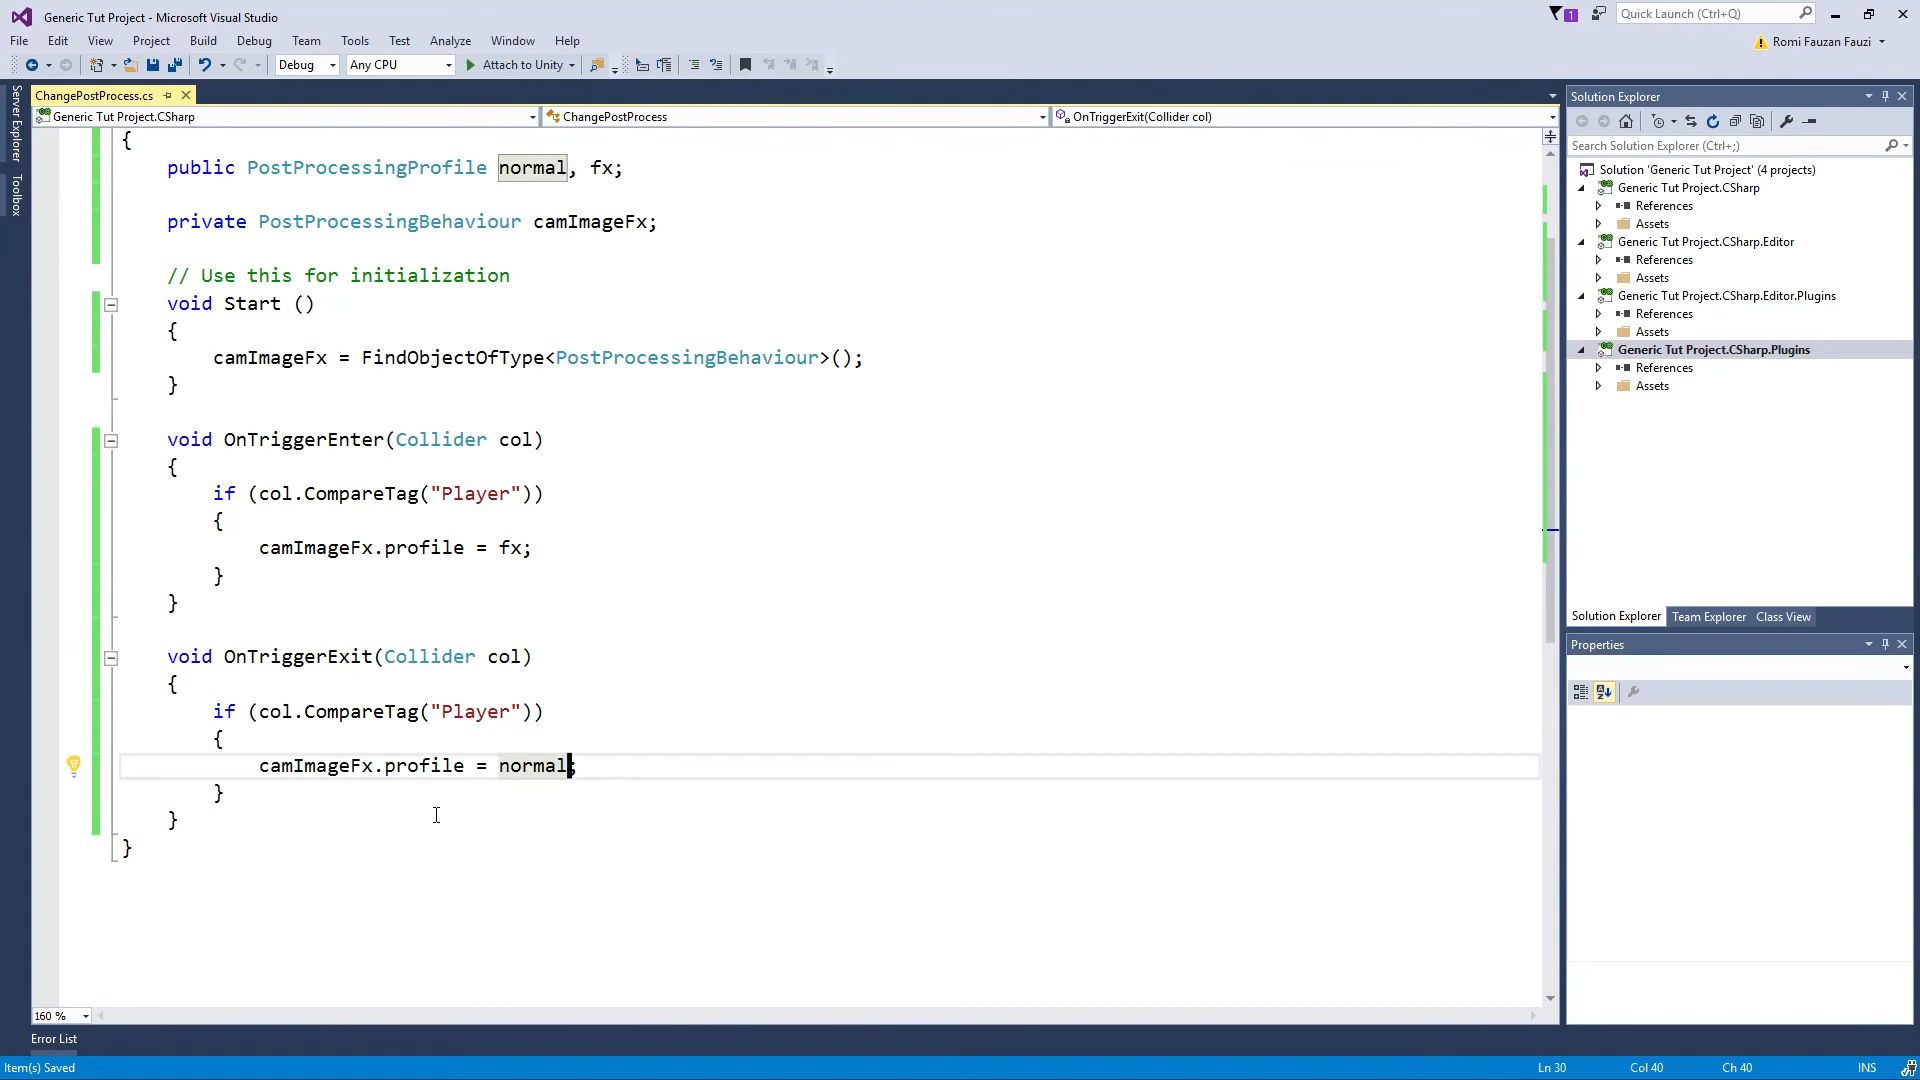 Generic Tut Project - Microsoft Visual Studio
1
Quick Launch (Ctrl+Q)
File Edit View Project Build Debug Team Tools Test Analyze Window Help
Romi Fauzan Fauzi
Debug Any CPU Attach to Unity
Server Explorer
Toolbox
ChangePostProcess.cs
Generic Tut Project.CSharp ChangePostProcess OnTriggerExit(Collider col)
{
public PostProcessingProfile normal, fx;
private PostProcessingBehaviour camImageFx;
// Use this for initialization
void Start ()
{
camImageFx = FindObjectOfType<PostProcessingBehaviour>();
}
void OnTriggerEnter(Collider col)
{
if (col.CompareTag("Player"))
{
camImageFx.profile = fx;
}
}
void OnTriggerExit(Collider col)
{
if (col.CompareTag("Player"))
{
camImageFx.profile = normal;
}
}
}
160 %
Solution Explorer
Search Solution Explorer (Ctrl+;)
Solution 'Generic Tut Project' (4 projects)
Generic Tut Project.CSharp
References
Assets
Generic Tut Project.CSharp.Editor
References
Assets
Generic Tut Project.CSharp.Editor.Plugins
References
Assets
Generic Tut Project.CSharp.Plugins
References
Assets
Solution Explorer Team Explorer Class View
Properties
Error List
Item(s) Saved Ln 30 Col 40 Ch 40 INS